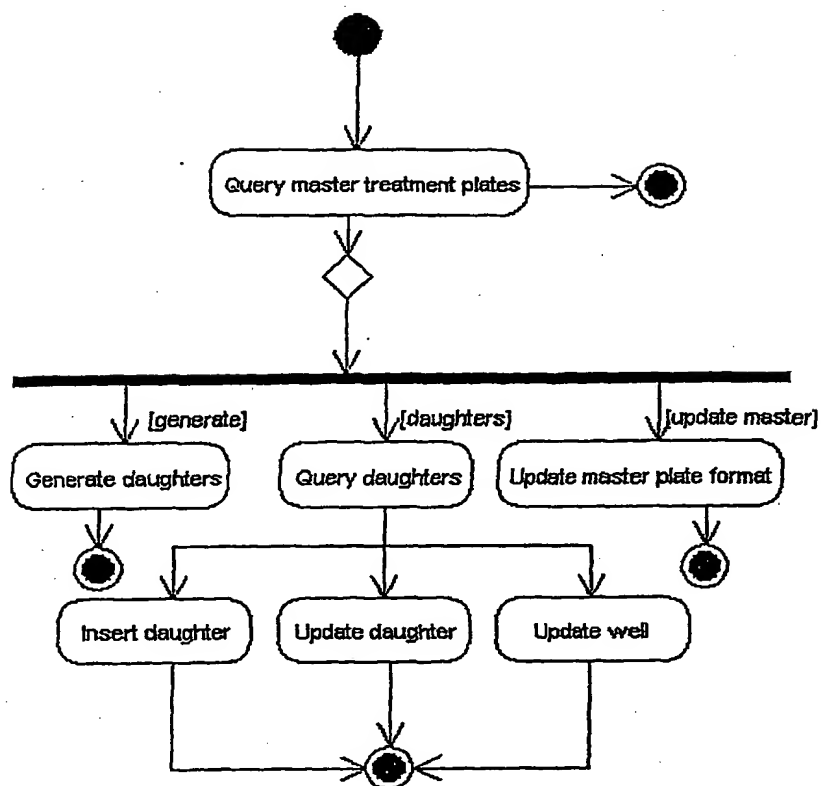 Query master treatment plates
[generate]
[daughters]
[update master]
Generate daughters
Query daughters
Update master plate format
Insert daughter
Update daughter
Update well